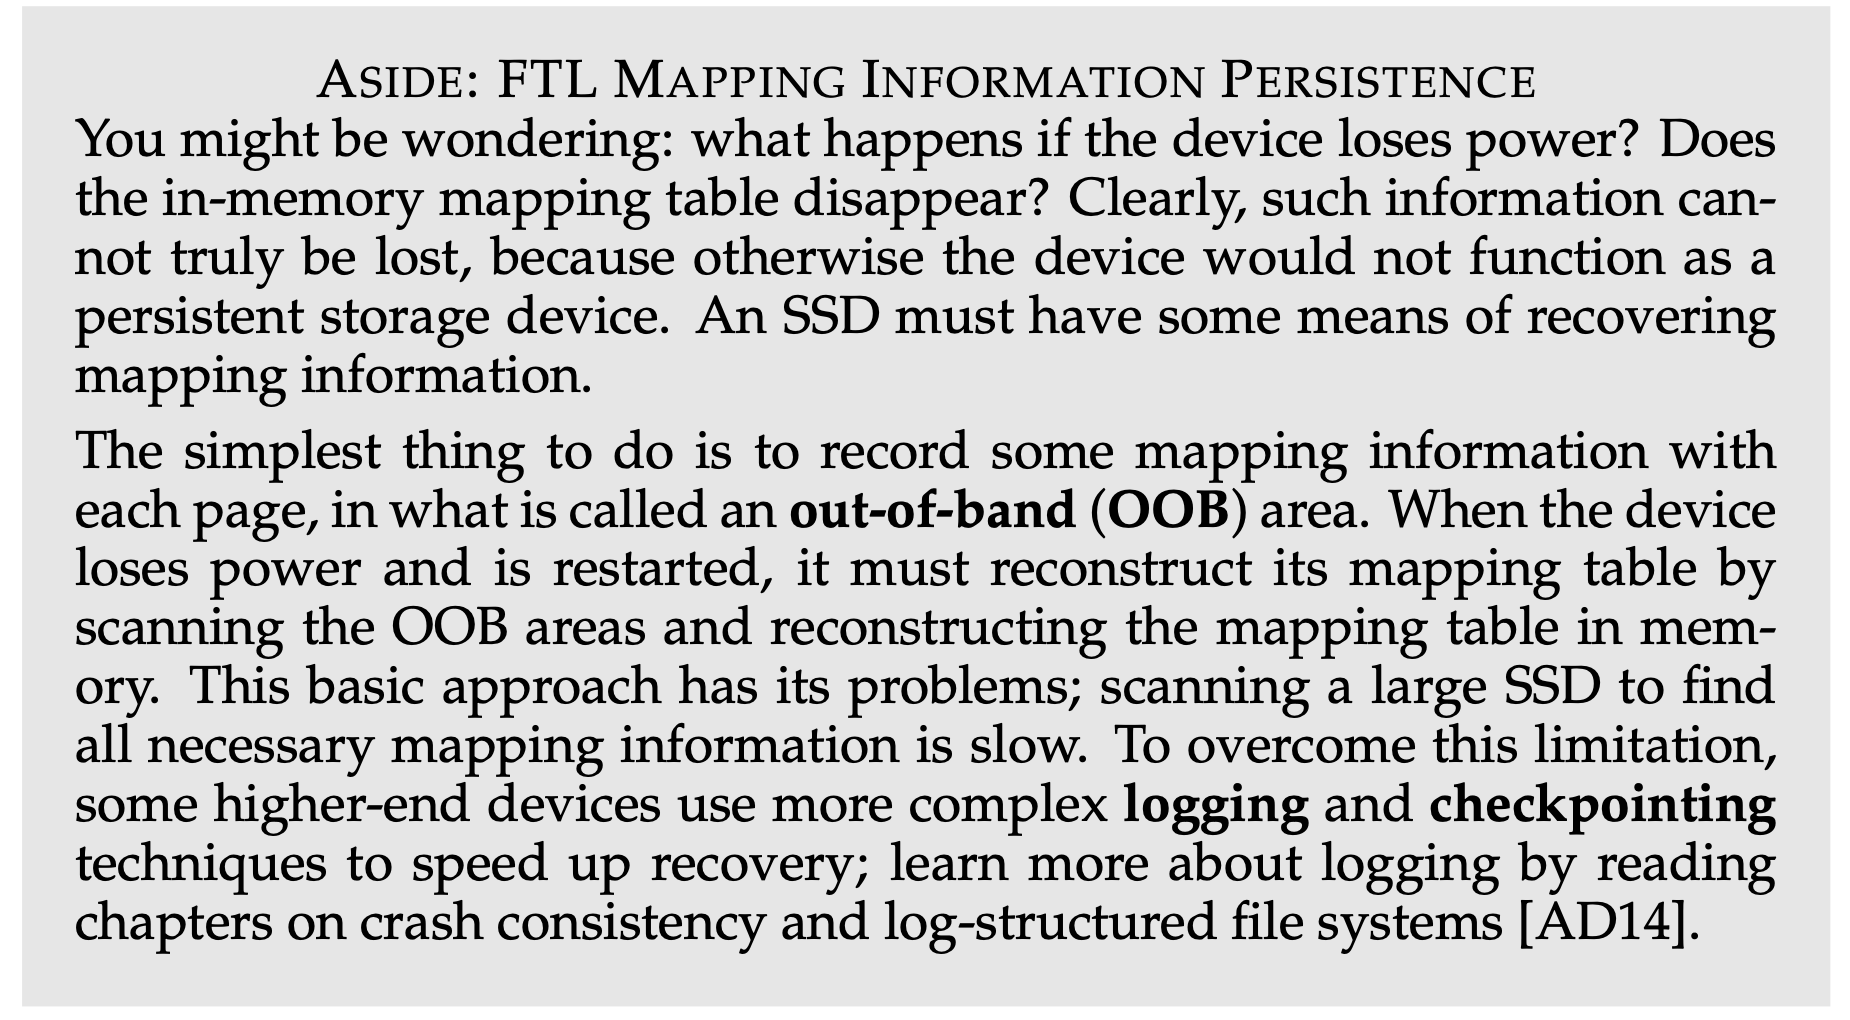 ASIDE: FTL MAPPING INFORMATION PERSISTENCE
You might be wondering: what happens if the device loses power? Does
the in-memory mapping table disappear? Clearly, such information can-
not truly be lost, because otherwise the device would not function as a
persistent storage device. An SSD must have some means of recovering
mapping information.
The simplest thing to do is to record some mapping information with
each page, in what is called an out-of-band (OOB) area. When the device
loses power and is restarted, it must reconstruct its mapping table by
scanning the OOB areas and reconstructing the mapping table in mem-
ory. This basic approach has its problems; scanning a large SSD to find
all necessary mapping information is slow. To overcome this limitation,
some higher-end devices use more complex logging and checkpointing
techniques to speed up recovery; learn more about logging by reading
chapters on crash consistency and log-structured file systems [AD14].